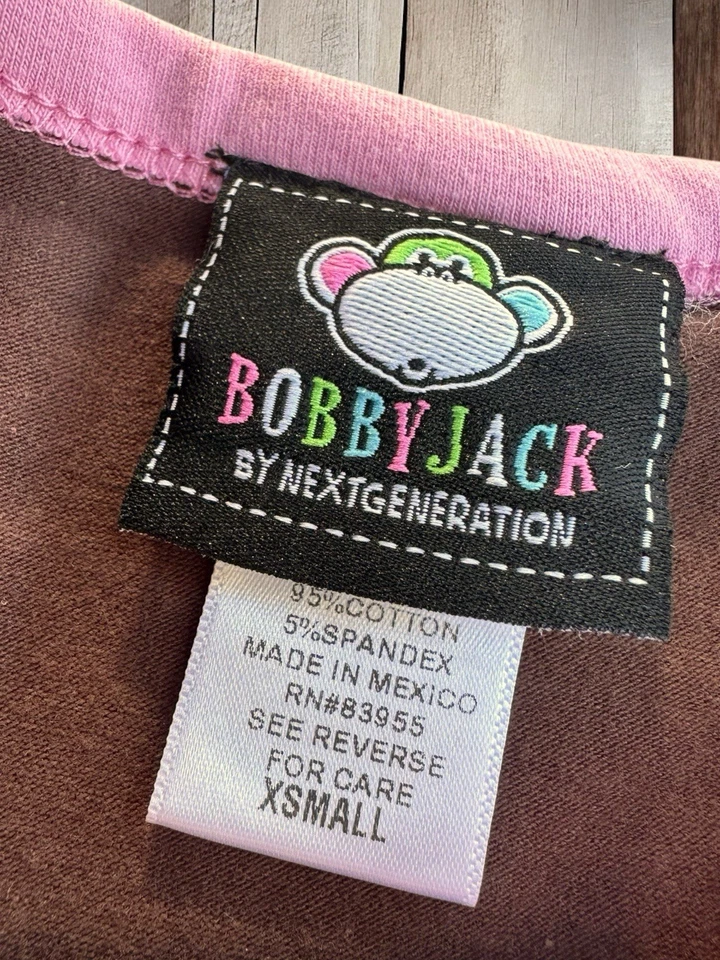 BOBBYJACK
BY NEXTGENERATION
95%COTTON
5%SPANDEX
MADE IN MEXICO
RN#83955
SEE REVERSE
FOR CARE
XSMALL